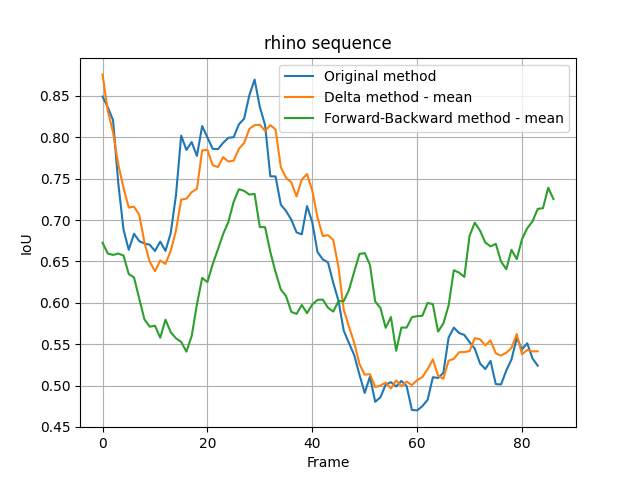 rhino sequence
Original method
Delta method - mean
Forward-Backward method - mean
IoU
0.85
0.80
0.75
0.70
0.65
0.60
0.55
0.50
0.45
0 20 40 60 80
Frame